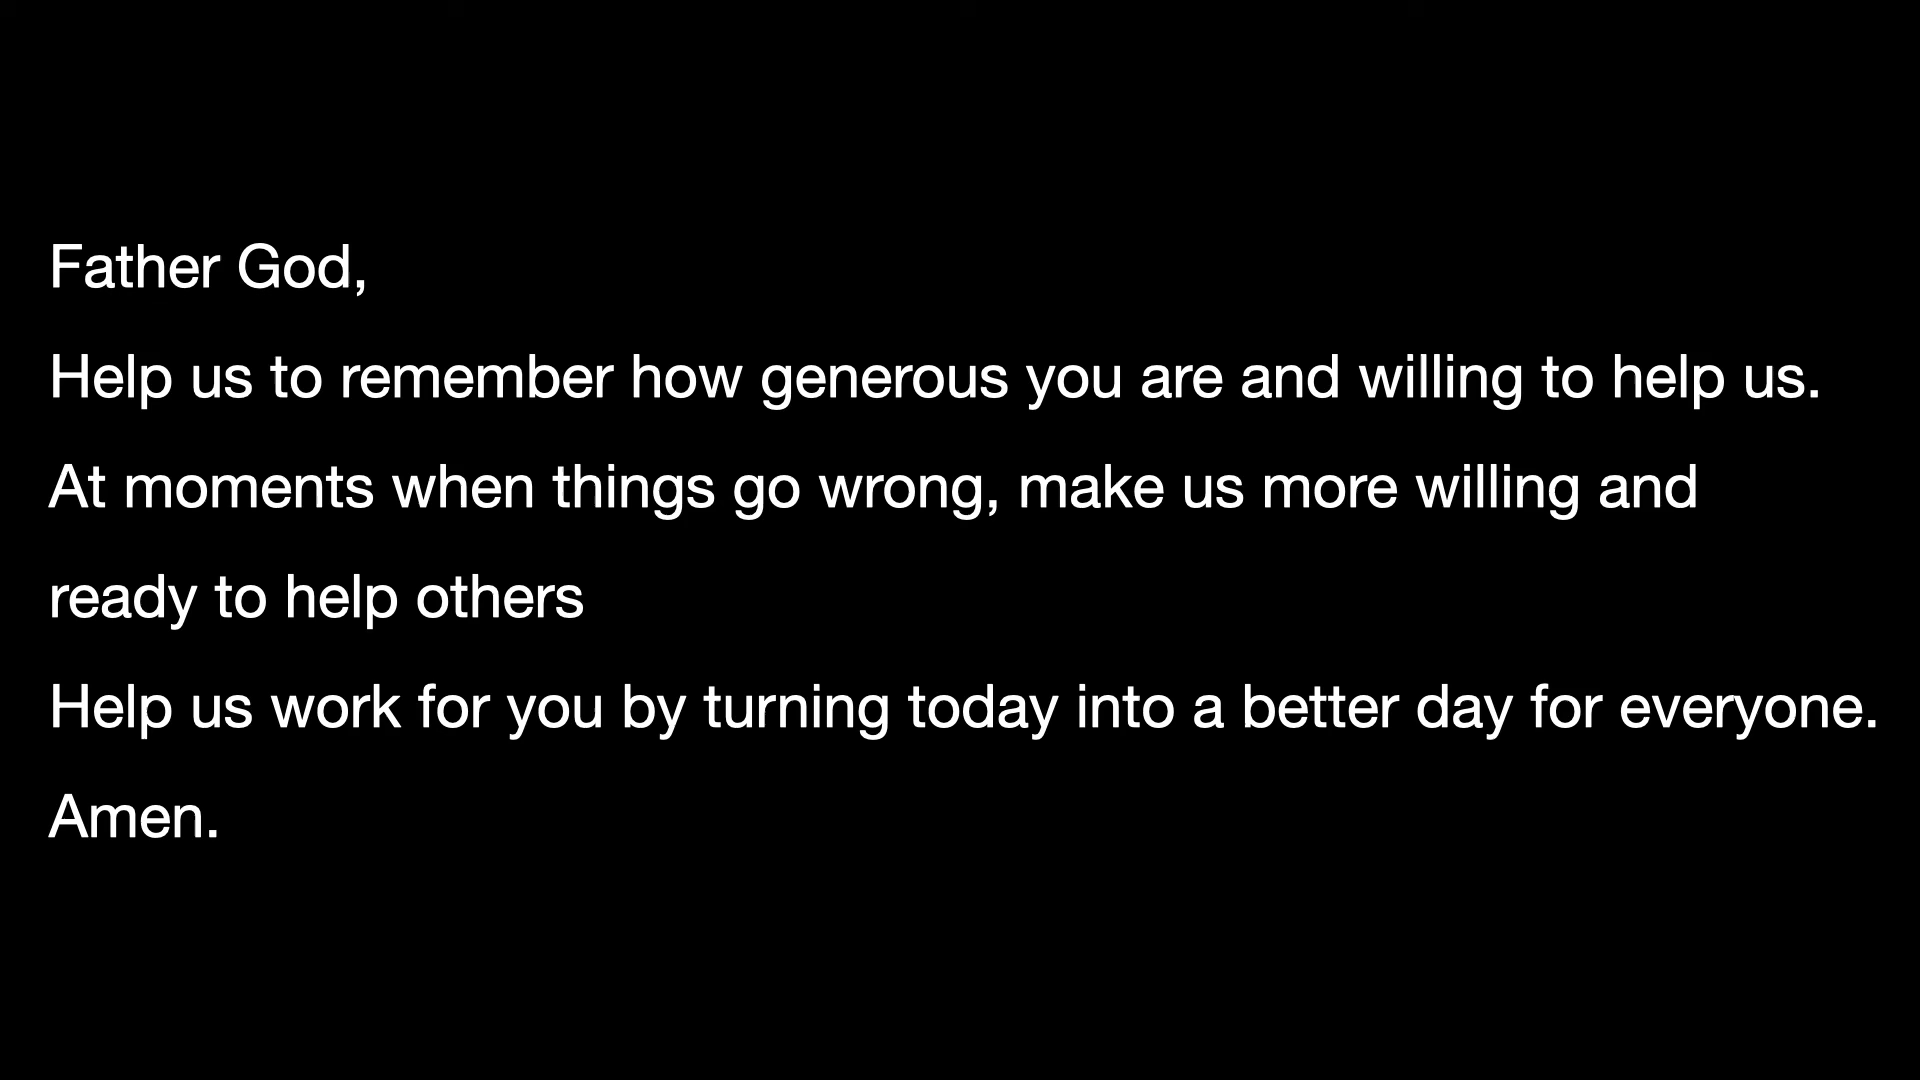 Father God,
Help us to remember how generous you are and willing to help us.
At moments when things go wrong, make us more willing and
ready to help others
Help us work for you by turning today into a better day for everyone.
Amen.